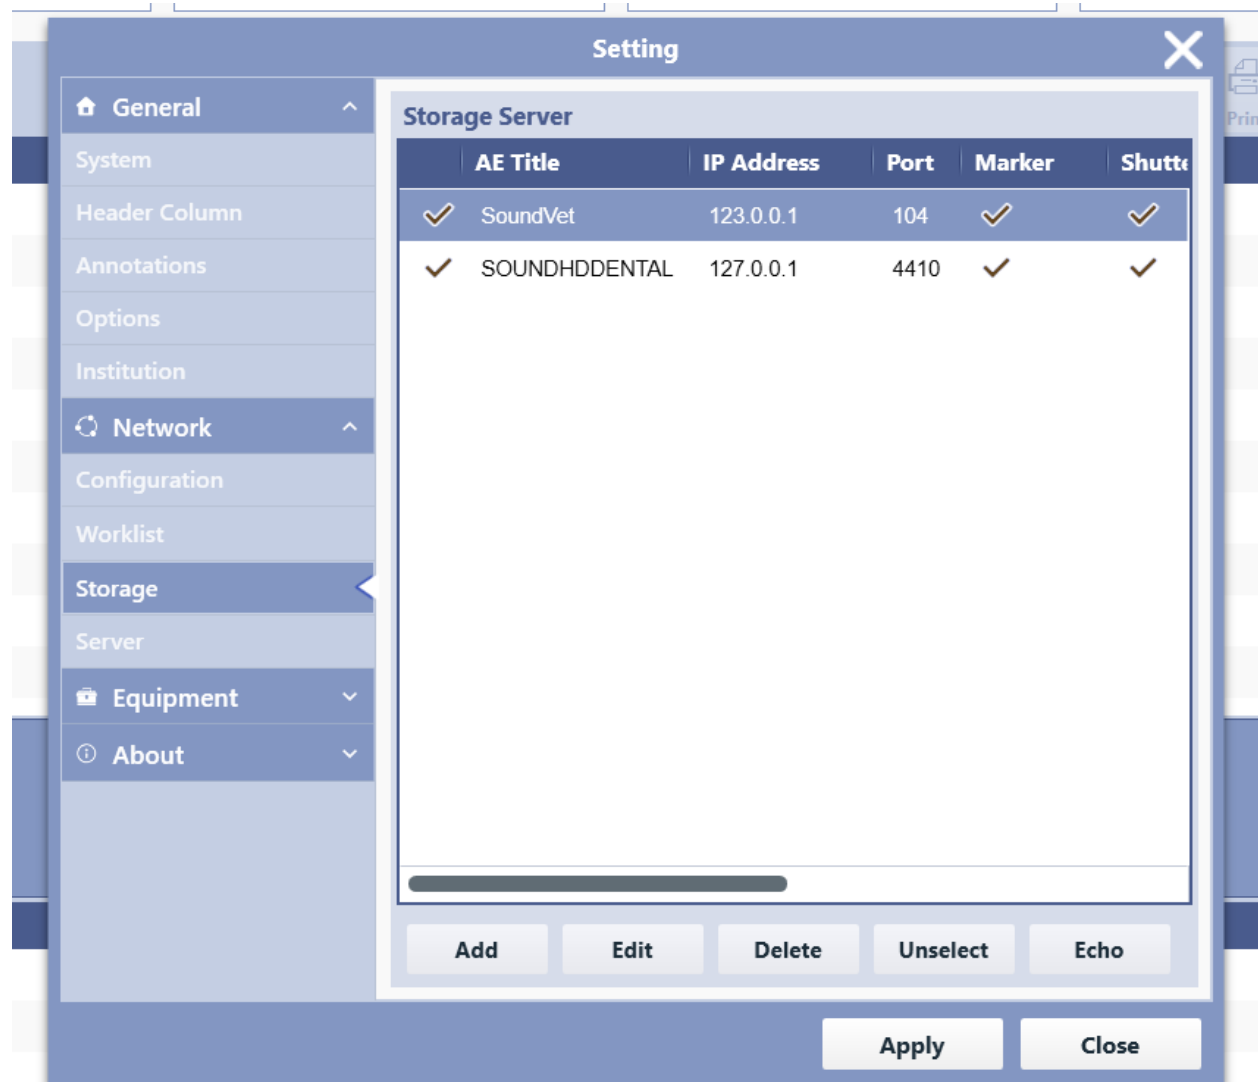 Setting
General
System
Header Column
Annotations
Options
Institution
Network
Configuration
Worklist
Storage
Server
Equipment
About
Storage Server
AE Title IP Address Port Marker Shutte
SoundVet 123.0.0.1 104
SOUNDHDDENTAL 127.0.0.1 4410
Add Edit Delete Unselect Echo
Apply Close
Prin